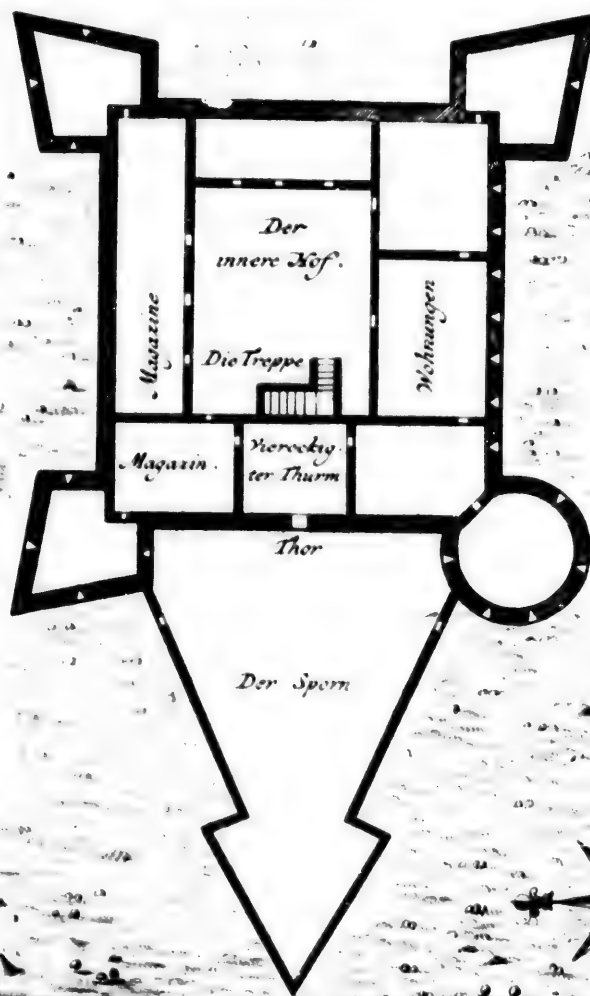 Der
innere Hof.
Magazine
Wohnungen
Die Treppe
Magazin.
Viereckig
ter Thurm
Thor
Der Sporn